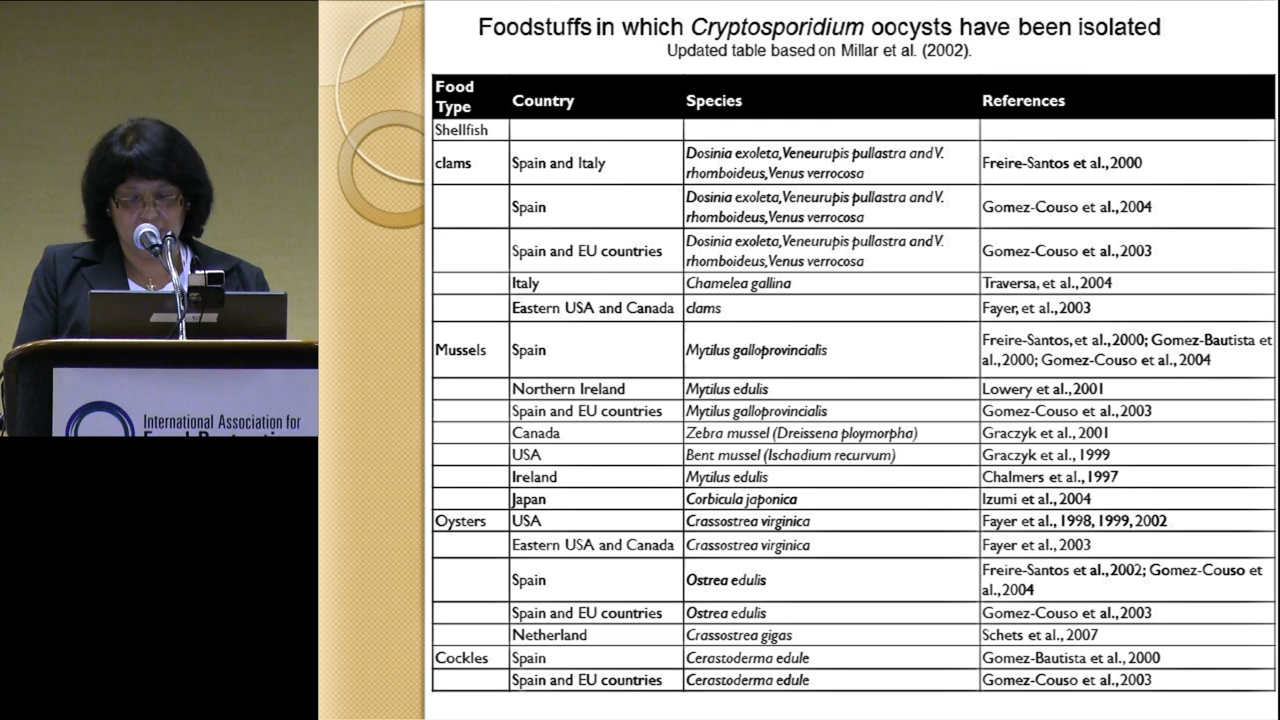 Foodstuffs in which Cryptosporidium oocysts have been isolated
Updated table based on Millar et al. (2002).
Food Type Country Species References
Shellfish
clams Spain and Italy Dosinia exoleta,Veneurupis pullastra and V. rhomboideus,Venus verrocosa Freire-Santos et al.,2000
Spain Dosinia exoleta,Veneurupis pullastra and V. rhomboideus,Venus verrocosa Gomez-Couso et al.,2004
Spain and EU countries Dosinia exoleta,Veneurupis pullastra and V. rhomboideus,Venus verrocosa Gomez-Couso et al.,2003
Italy Chamelea gallina Traversa, et al.,2004
Eastern USA and Canada clams Fayer, et al.,2003
Mussels Spain Mytilus galloprovincialis Freire-Santos, et al.,2000; Gomez-Bautista et al.,2000; Gomez-Couso et al.,2004
Northern Ireland Mytilus edulis Lowery et al.,2001
Spain and EU countries Mytilus galloprovincialis Gomez-Couso et al.,2003
Canada Zebra mussel (Dreissena ploymorpha) Graczyk et al.,2001
USA Bent mussel (Ischadium recurvum) Graczyk et al.,1999
Ireland Mytilus edulis Chalmers et al.,1997
Japan Corbicula japonica Izumi et al.,2004
Oysters USA Crassostrea virginica Fayer et al.,1998, 1999, 2002
Eastern USA and Canada Crassostrea virginica Fayer et al.,2003
Spain Ostrea edulis Freire-Santos et al.,2002; Gomez-Couso et al.,2004
Spain and EU countries Ostrea edulis Gomez-Couso et al.,2003
Netherland Crassostrea gigas Schets et al.,2007
Cockles Spain Cerastoderma edule Gomez-Bautista et al.,2000
Spain and EU countries Cerastoderma edule Gomez-Couso et al.,2003
International Association for